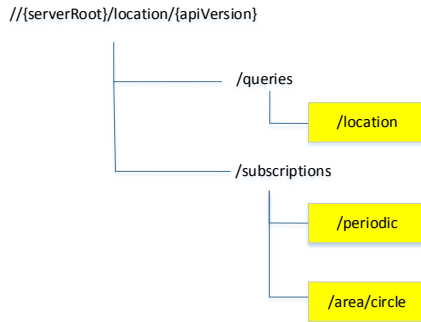 //{serverRoot}/location/{apiVersion}
/queries
/location
/subscriptions
/periodic
/area/circle